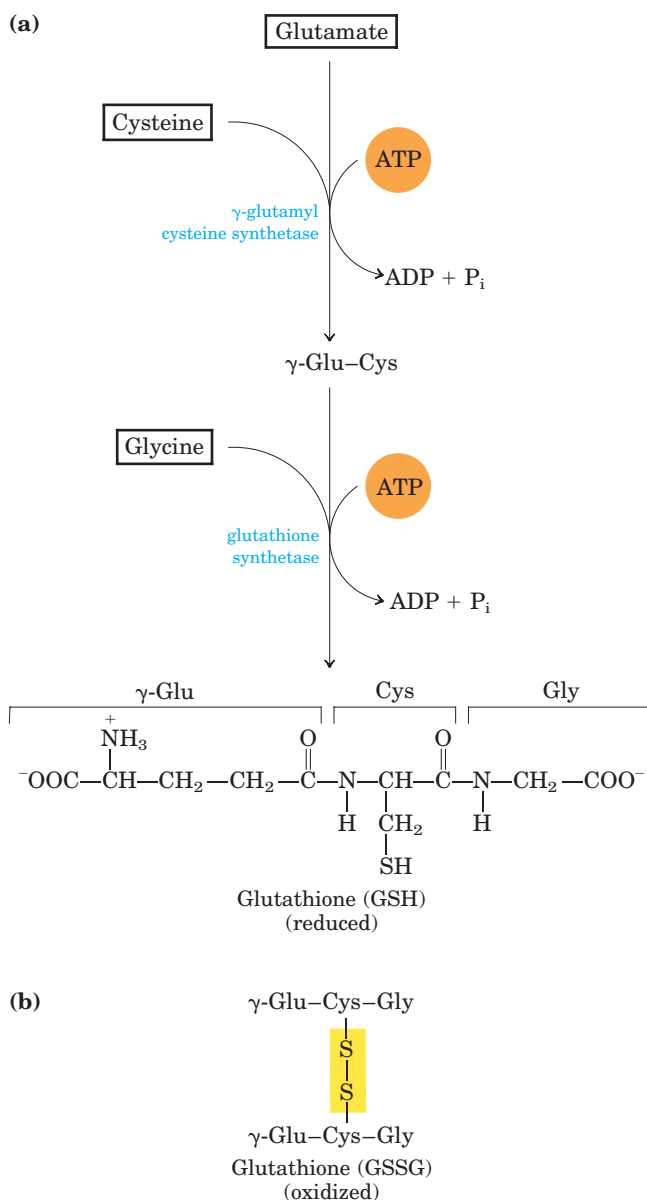 (a)
Glutamate
Cysteine
ATP
γ-glutamyl
cysteine synthetase
ADP + Pᵢ
γ-Glu–Cys
Glycine
ATP
glutathione
synthetase
ADP + Pᵢ
γ-Glu Cys Gly
⁺NH₃ O O
⁻OOC—CH—CH₂—CH₂—C—N—CH—C—N—CH₂—COO⁻
H CH₂ H
SH
Glutathione (GSH)
(reduced)
(b)
γ-Glu–Cys–Gly
S
S
γ-Glu–Cys–Gly
Glutathione (GSSG)
(oxidized)